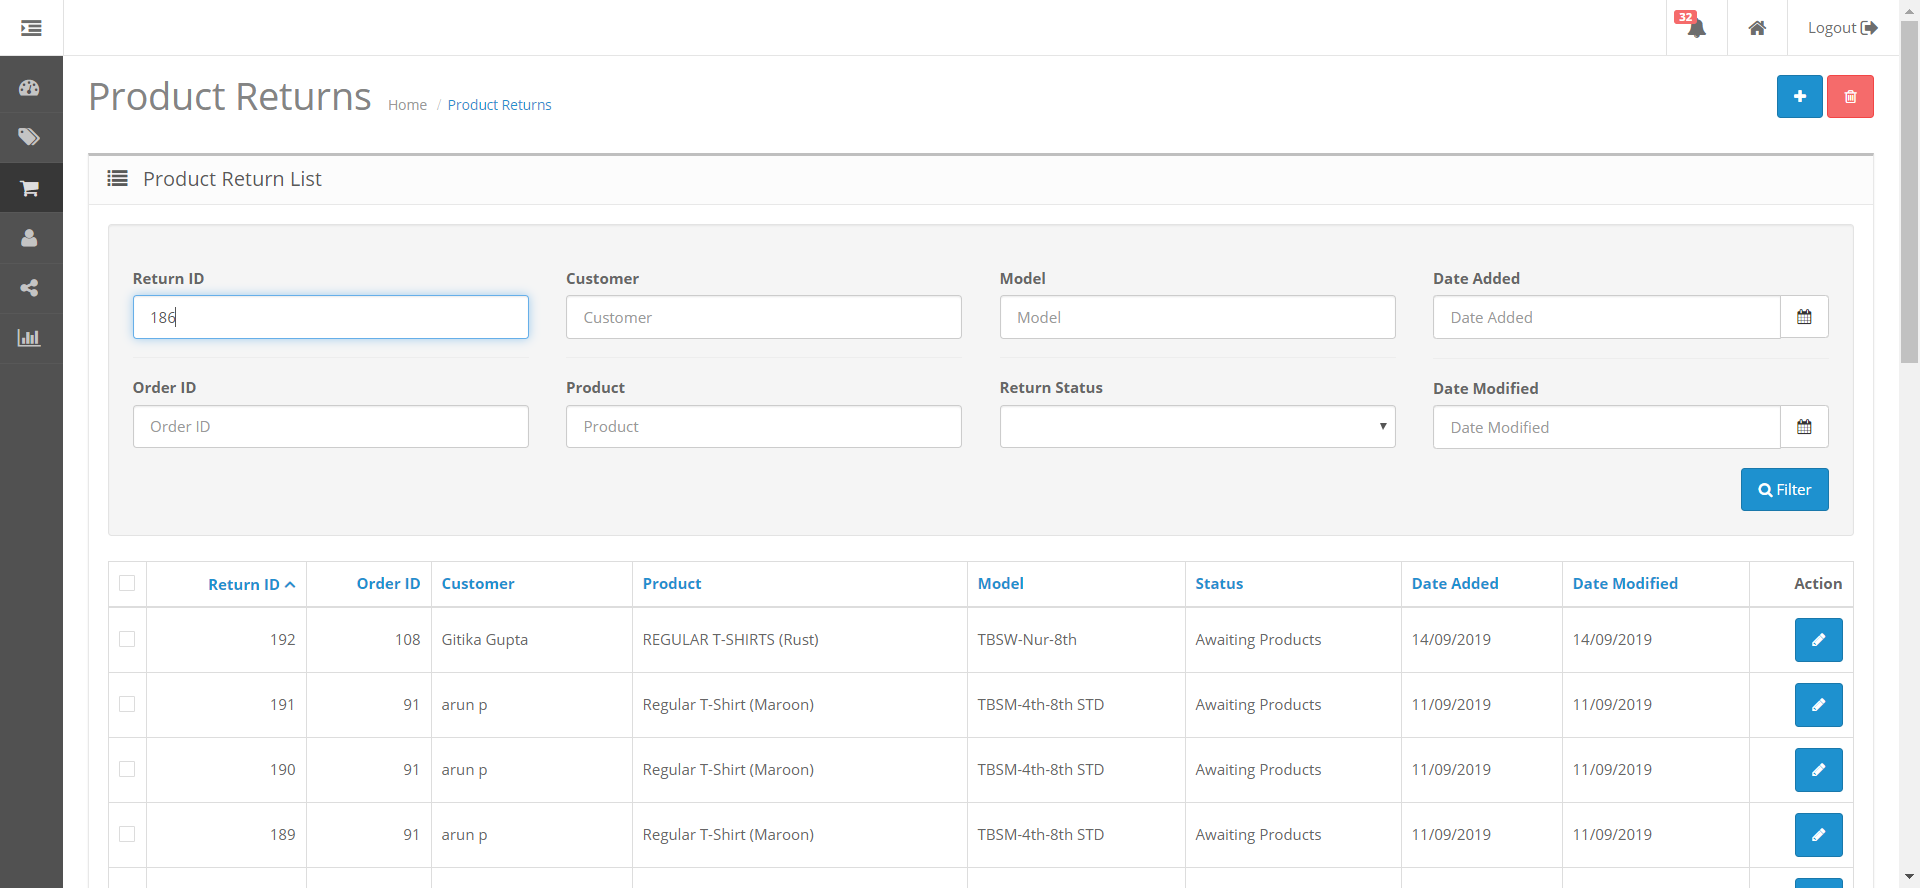 32
Logout
Product Returns
Home / Product Returns
Product Return List
Return ID Customer Model Date Added
186 Customer Model Date Added
Order ID Product Return Status Date Modified
Order ID Product Date Modified
Filter
Return ID Order ID Customer Product Model Status Date Added Date Modified Action
192 108 Gitika Gupta REGULAR T-SHIRTS (Rust) TBSW-Nur-8th Awaiting Products 14/09/2019 14/09/2019
191 91 arun p Regular T-Shirt (Maroon) TBSM-4th-8th STD Awaiting Products 11/09/2019 11/09/2019
190 91 arun p Regular T-Shirt (Maroon) TBSM-4th-8th STD Awaiting Products 11/09/2019 11/09/2019
189 91 arun p Regular T-Shirt (Maroon) TBSM-4th-8th STD Awaiting Products 11/09/2019 11/09/2019